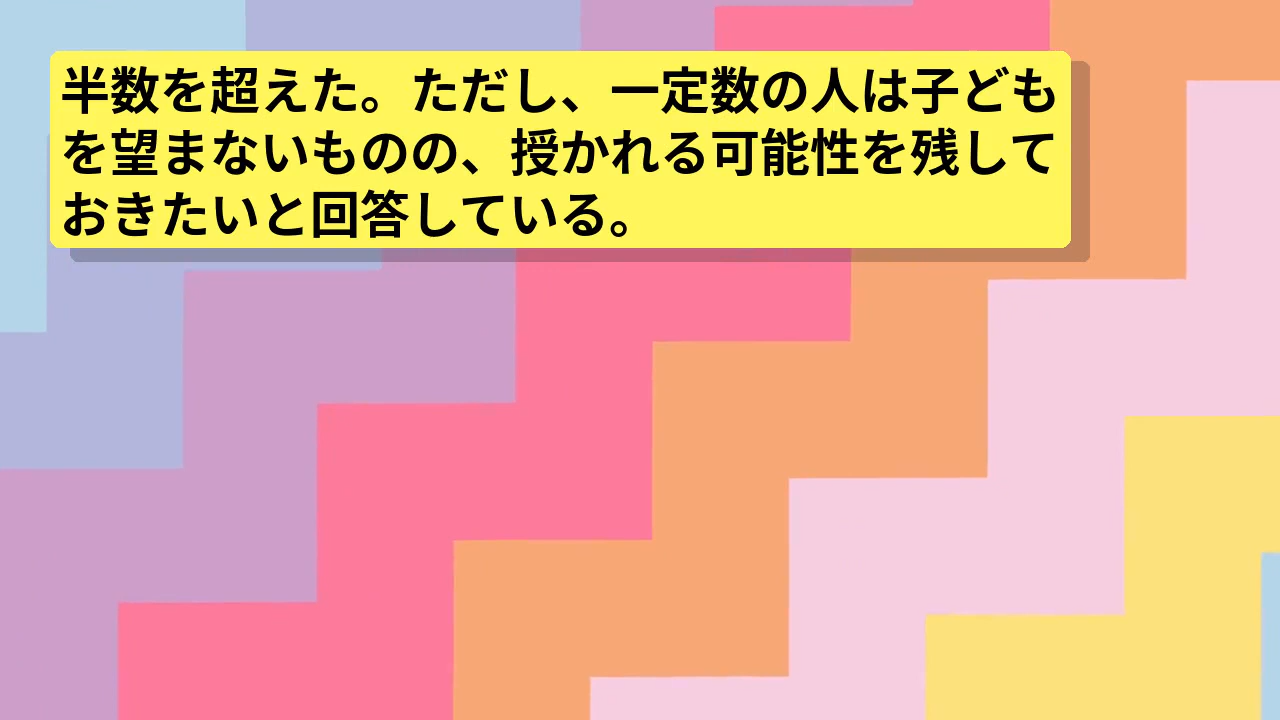 半数を超えた。ただし、一定数の人は子ども
を望まないものの、授かれる可能性を残して
おきたいと回答している。